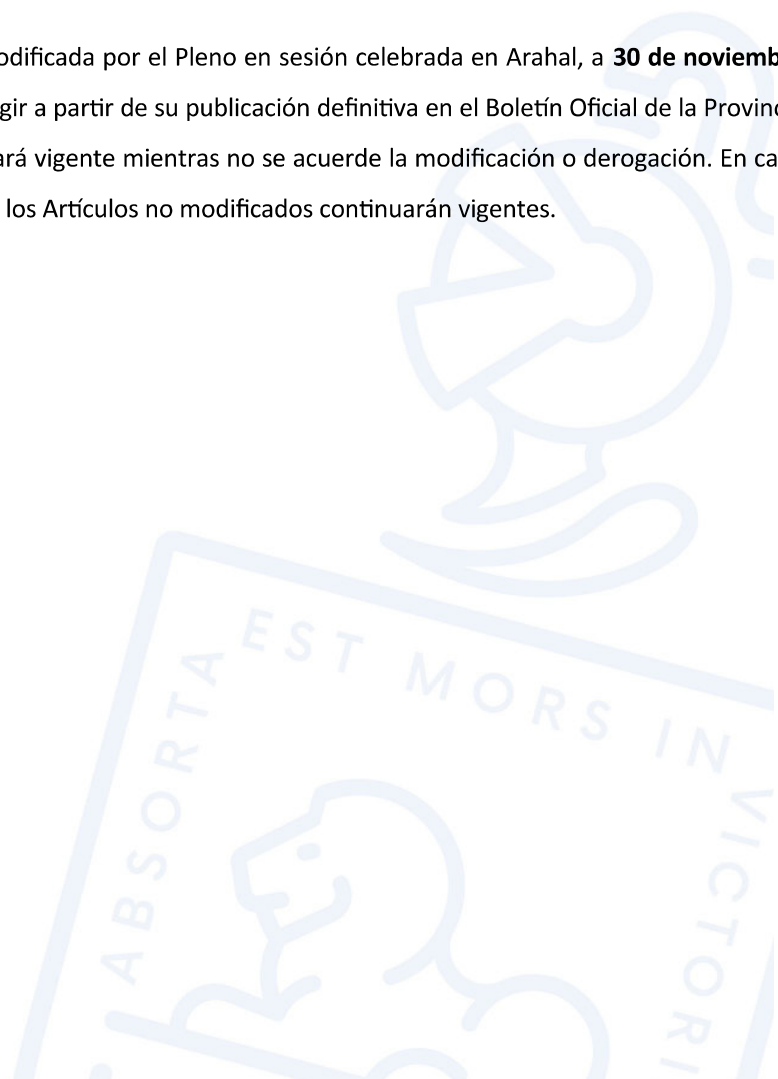 odificada por el Pleno en sesión celebrada en Arahal, a 30 de noviemb
gir a partir de su publicación definitiva en el Boletín Oficial de la Provinc
ará vigente mientras no se acuerde la modificación o derogación. En ca
los Artículos no modificados continuarán vigentes.
ABSORTA EST MORS IN VICTORI